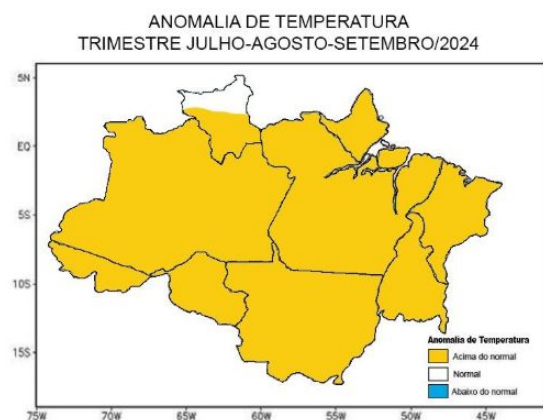 ANOMALIA DE TEMPERATURA
TRIMESTRE JULHO-AGOSTO-SETEMBRO/2024
5N
EQ
5S
10S
15S
75W 70W 65W 60W 55W 50W 45W
Anomalia de Temperatura
Acima do normal
Normal
Abaixo do normal